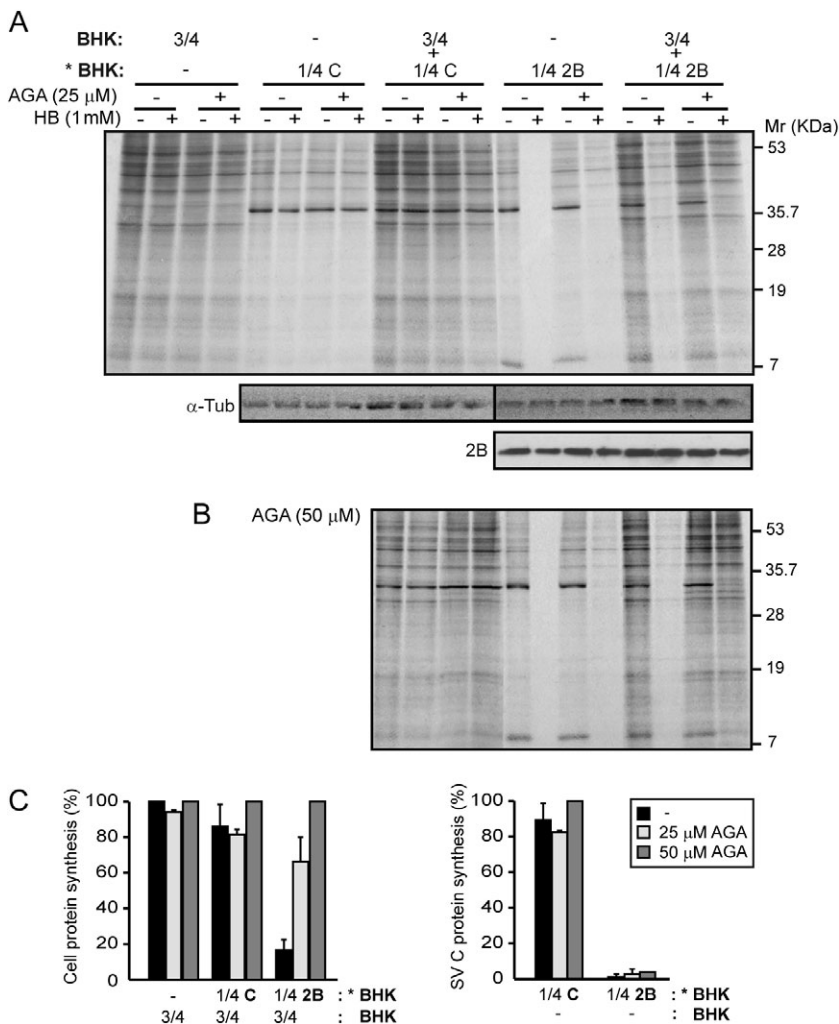 A
BHK: 3/4 - 3/4 - 3/4
+ +
* BHK: - 1/4 C 1/4 C 1/4 2B 1/4 2B
AGA (25 μM) - + - + - + - + - +
HB (1mM) - + - + - + - + - + - + - + - + - + - +
Mr (KDa)
53
35.7
28
19
7
α-Tub
2B
B
AGA (50 μM)
53
35.7
28
19
7
C
Cell protein synthesis (%)
100
80
60
40
20
0
- 1/4 C 1/4 2B : * BHK
3/4 3/4 3/4 : BHK
SV C protein synthesis (%)
100
80
60
40
20
0
1/4 C 1/4 2B : * BHK
- - : BHK
-
25 μM AGA
50 μM AGA